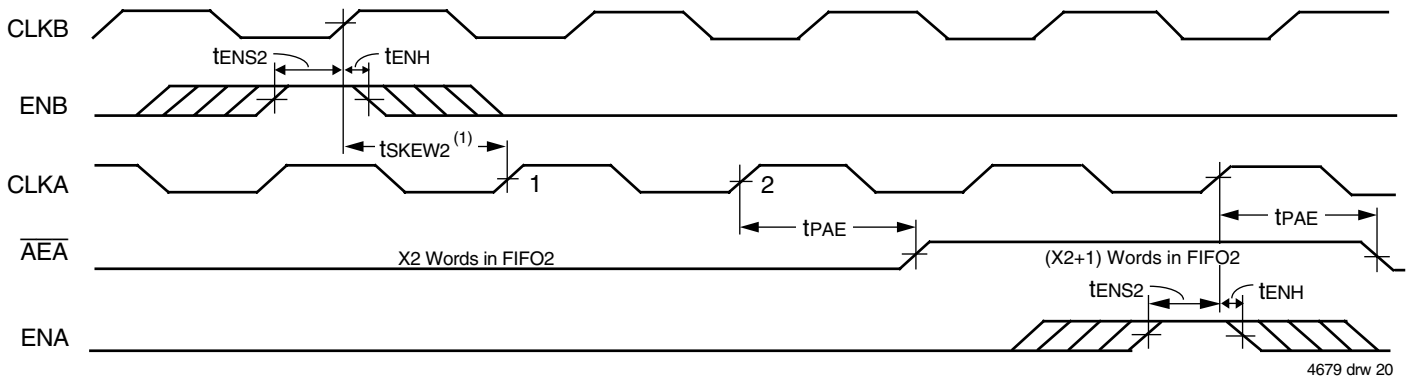 CLKB
tENS2 tENH
ENB
tSKEW2 (1)
CLKA 1 2
tPAE tPAE
AEA X2 Words in FIFO2 (X2+1) Words in FIFO2
tENS2 tENH
ENA
4679 drw 20